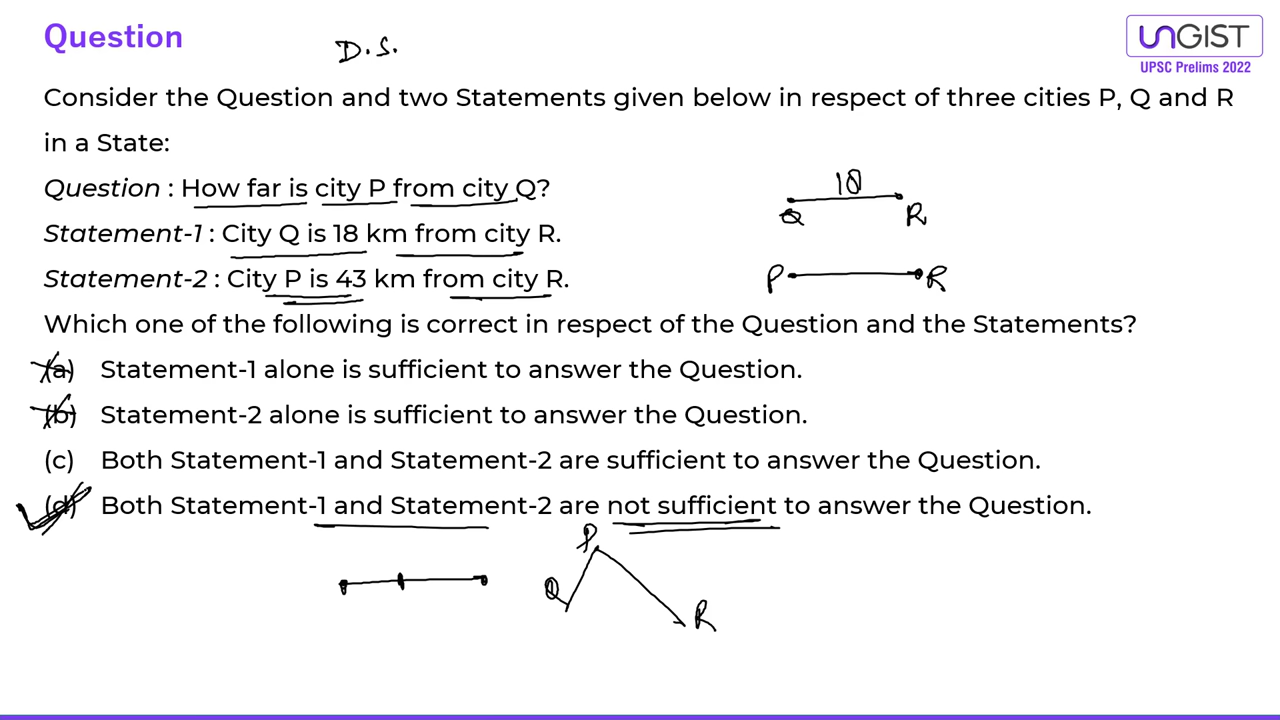 Question
D.S.
UNGIST
UPSC Prelims 2022
Consider the Question and two Statements given below in respect of three cities P, Q and R
in a State:
Question : How far is city P from city Q?
Statement-1 : City Q is 18 km from city R.
Statement-2 : City P is 43 km from city R.
18
Q R
P R
Which one of the following is correct in respect of the Question and the Statements?
(a) Statement-1 alone is sufficient to answer the Question.
(b) Statement-2 alone is sufficient to answer the Question.
(c) Both Statement-1 and Statement-2 are sufficient to answer the Question.
(d) Both Statement-1 and Statement-2 are not sufficient to answer the Question.
P
Q
R